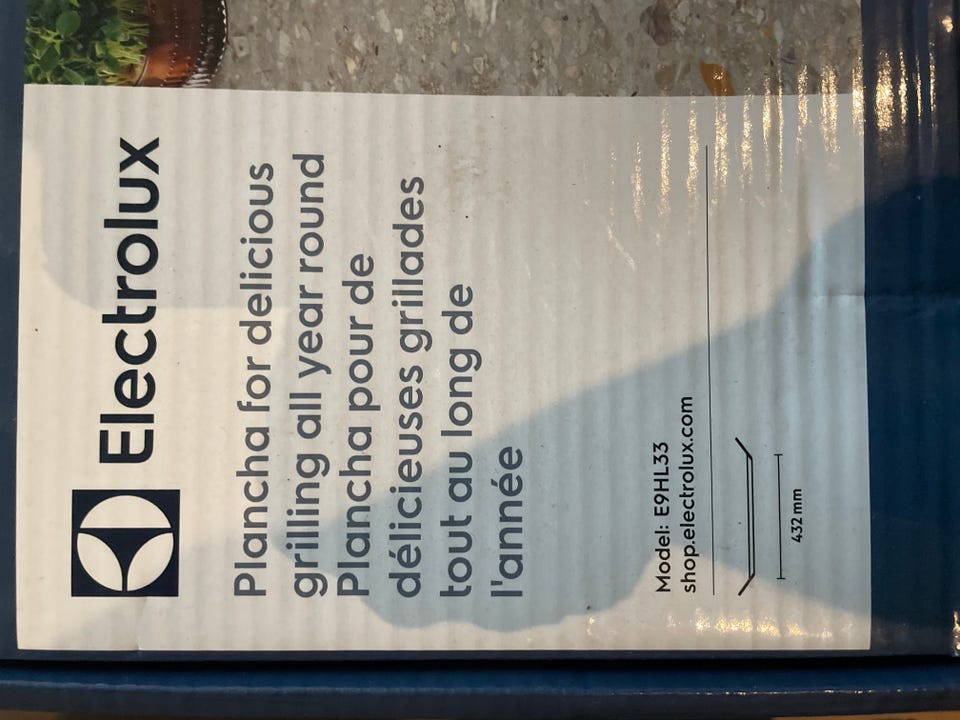 Electrolux
Plancha for delicious
grilling all year round
Plancha pour de
délicieuses grillades
tout au long de
l'année
Model: E9HL33
shop.electrolux.com
432 mm